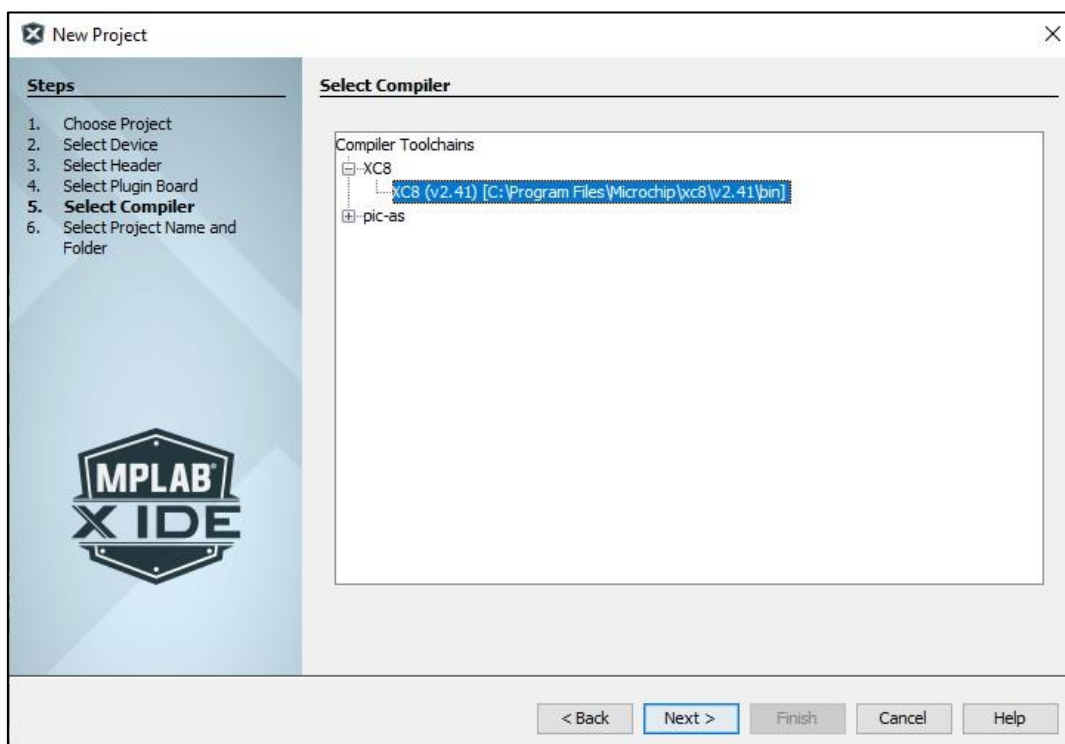 New Project
Steps
1. Choose Project
2. Select Device
3. Select Header
4. Select Plugin Board
5. Select Compiler
6. Select Project Name and
Folder
MPLAB®
X IDE
Select Compiler
Compiler Toolchains
XC8
XC8 (v2.41) [C:\Program Files\Microchip\xc8\v2.41\bin]
pic-as
< Back
Next >
Finish
Cancel
Help